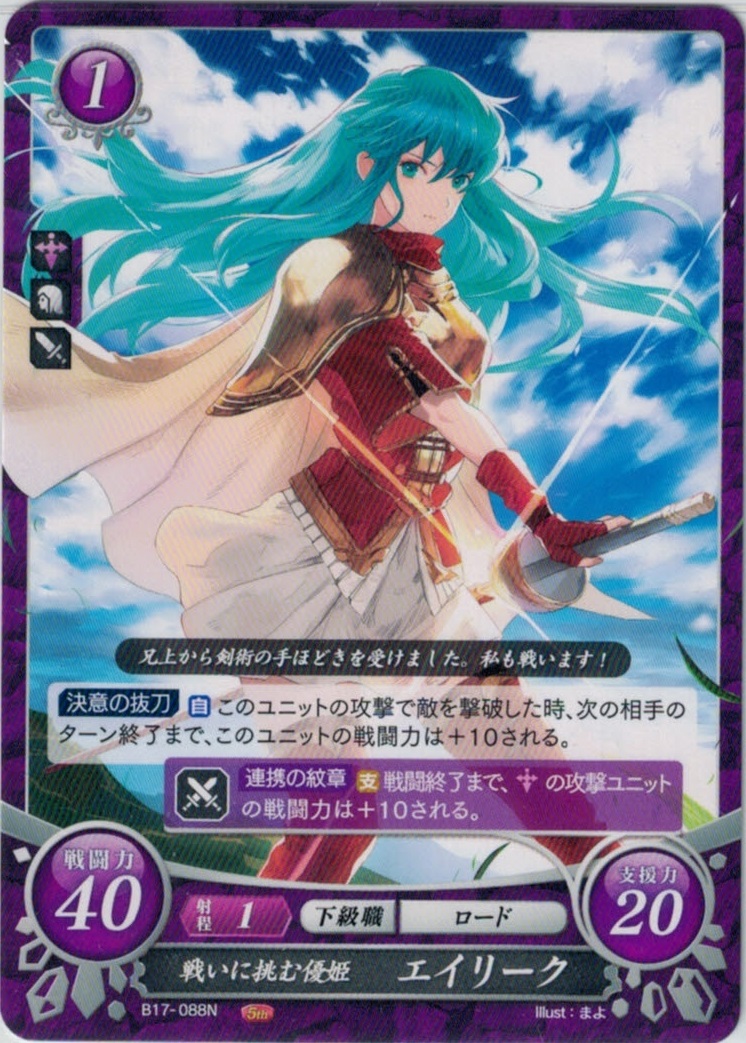 1
兄上から剣術の手ほどきを受けました。私も戦います!
決意の抜刀 自 このユニットの攻撃で敵を撃破した時、次の相手の
ターン終了まで、このユニットの戦闘力は+10される。
連携の紋章 支 戦闘終了まで、の攻撃ユニット
の戦闘力は+10される。
戦闘力
40
射程 1
下級職 ロード
支援力
20
戦いに挑む優姫 エイリーク
B17-088N 5th Illust:まよ